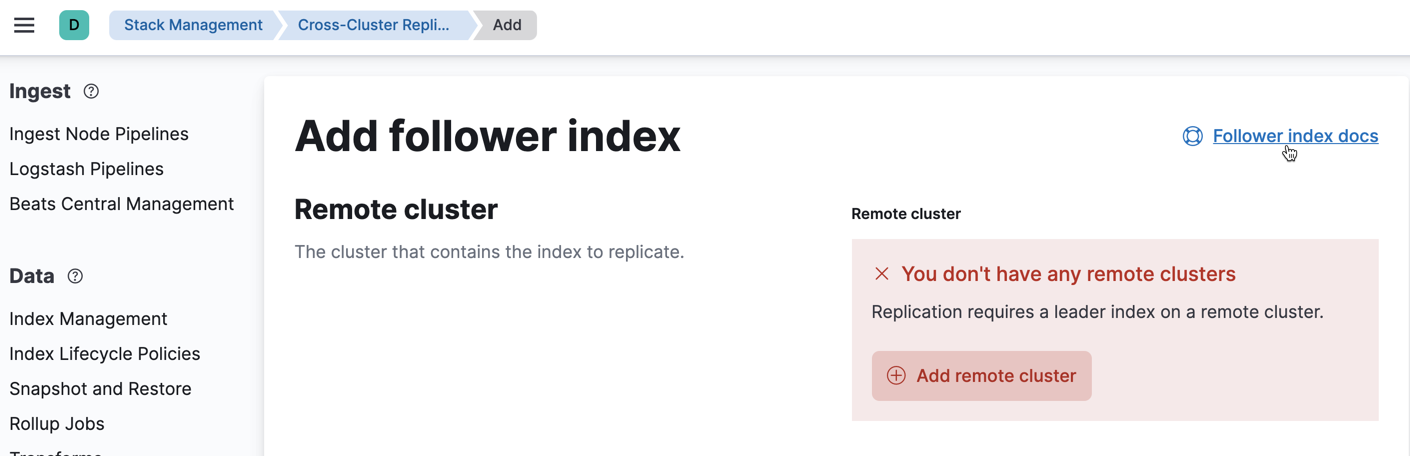 D
Stack Management
Cross-Cluster Repli...
Add
Ingest
Ingest Node Pipelines
Logstash Pipelines
Beats Central Management
Data
Index Management
Index Lifecycle Policies
Snapshot and Restore
Rollup Jobs
Transforms
Add follower index
Follower index docs
Remote cluster
The cluster that contains the index to replicate.
Remote cluster
You don't have any remote clusters
Replication requires a leader index on a remote cluster.
Add remote cluster